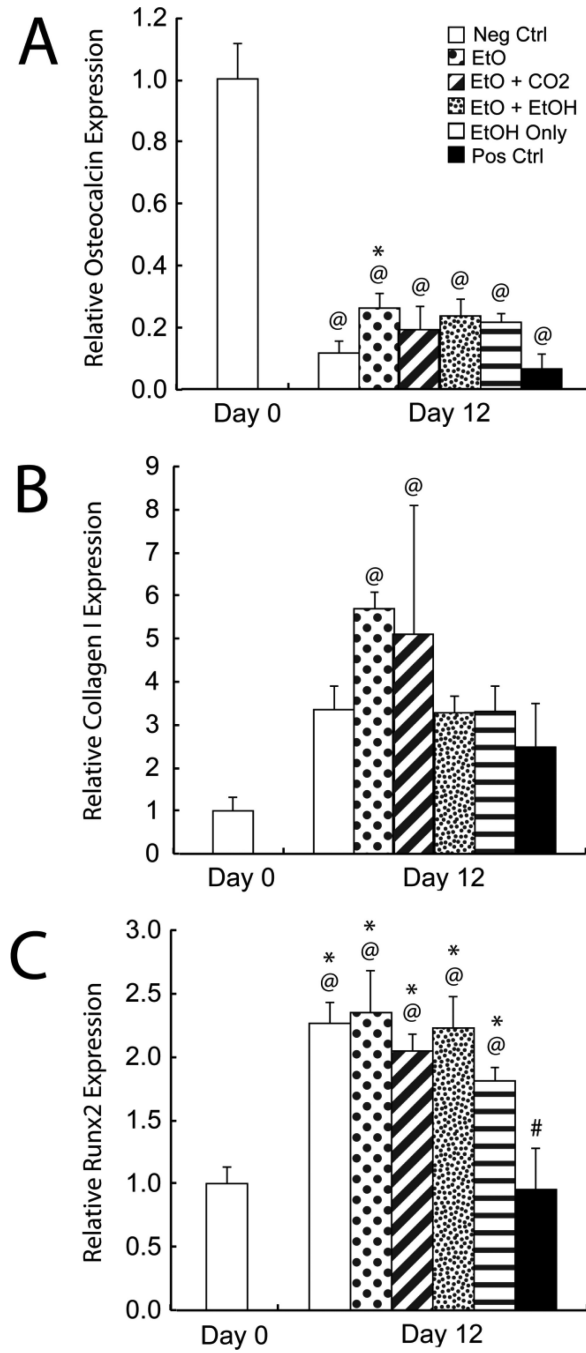 A
Relative Osteocalcin Expression
1.2
1.0
0.8
0.6
0.4
0.2
0.0
Neg Ctrl
EtO
EtO + CO2
EtO + EtOH
EtOH Only
Pos Ctrl
@
*
@
@
@
@
@
Day 0
Day 12
B
Relative Collagen I Expression
9
8
7
6
5
4
3
2
1
0
@
@
Day 0
Day 12
C
Relative Runx2 Expression
3.0
2.5
2.0
1.5
1.0
0.5
0.0
*
@
*
@
*
@
*
@
*
@
#
Day 0
Day 12